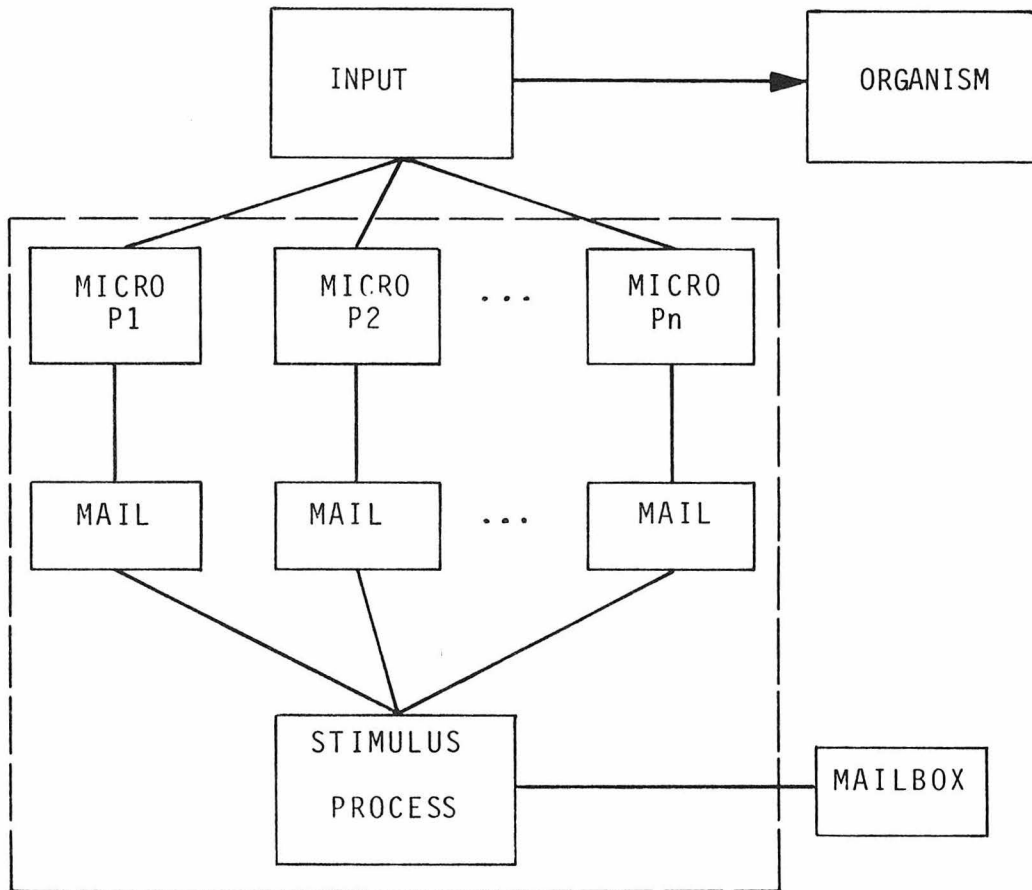 INPUT
ORGANISM
MICRO
P1
MICRO
P2
...
MICRO
Pn
MAIL
MAIL
...
MAIL
STIMULUS
PROCESS
MAILBOX